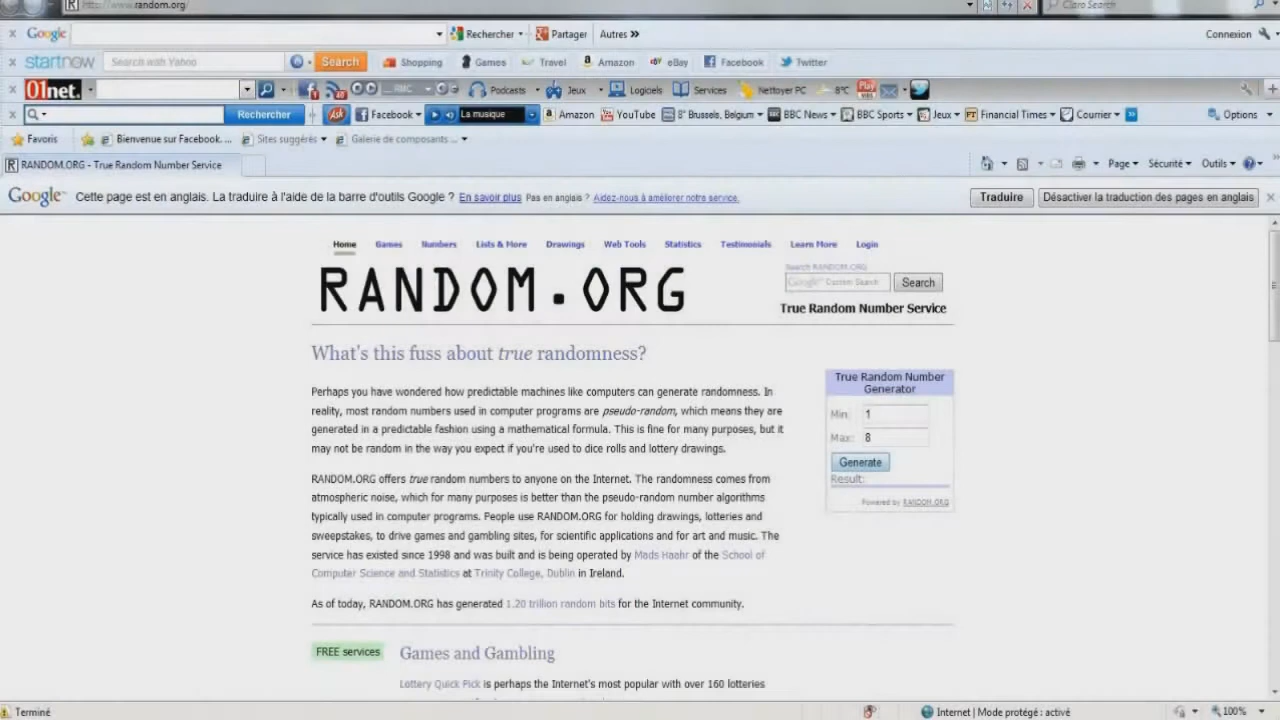 http://www.random.org
Claro Search
Google Rechercher Partager Autres Connexion
startnow Search with Yahoo Search Shopping Games Travel Amazon eBay Facebook Twitter
01net. Podcasts Jeux Logiciels Services Nettoyer PC 8°C
Rechercher Ask Facebook La musique Amazon YouTube 8° Brussels, Belgium BBC News BBC Sports Jeux Financial Times Courrier Options
Favoris Bienvenue sur Facebook. ... Sites suggérés Galerie de composants ...
RANDOM.ORG - True Random Number Service Page Sécurité Outils
Google Cette page est en anglais. La traduire à l'aide de la barre d'outils Google ? En savoir plus Pas en anglais ? Aidez-nous à améliorer notre service. Traduire Désactiver la traduction des pages en anglais
Home Games Numbers Lists & More Drawings Web Tools Statistics Testimonials Learn More Login
Search RANDOM.ORG
RANDOM.ORG
Google Custom Search Search
True Random Number Service
What's this fuss about true randomness?
Perhaps you have wondered how predictable machines like computers can generate randomness. In
reality, most random numbers used in computer programs are pseudo-random, which means they are
generated in a predictable fashion using a mathematical formula. This is fine for many purposes, but it
may not be random in the way you expect if you're used to dice rolls and lottery drawings.
RANDOM.ORG offers true random numbers to anyone on the Internet. The randomness comes from
atmospheric noise, which for many purposes is better than the pseudo-random number algorithms
typically used in computer programs. People use RANDOM.ORG for holding drawings, lotteries and
sweepstakes, to drive games and gambling sites, for scientific applications and for art and music. The
service has existed since 1998 and was built and is being operated by Mads Haahr of the School of
Computer Science and Statistics at Trinity College, Dublin in Ireland.
As of today, RANDOM.ORG has generated 1.20 trillion random bits for the Internet community.
True Random Number
Generator
Min: 1
Max: 8
Generate
Result:
Powered by RANDOM.ORG
FREE services Games and Gambling
Lottery Quick Pick is perhaps the Internet's most popular with over 160 lotteries
Terminé Internet | Mode protégé : activé 100%